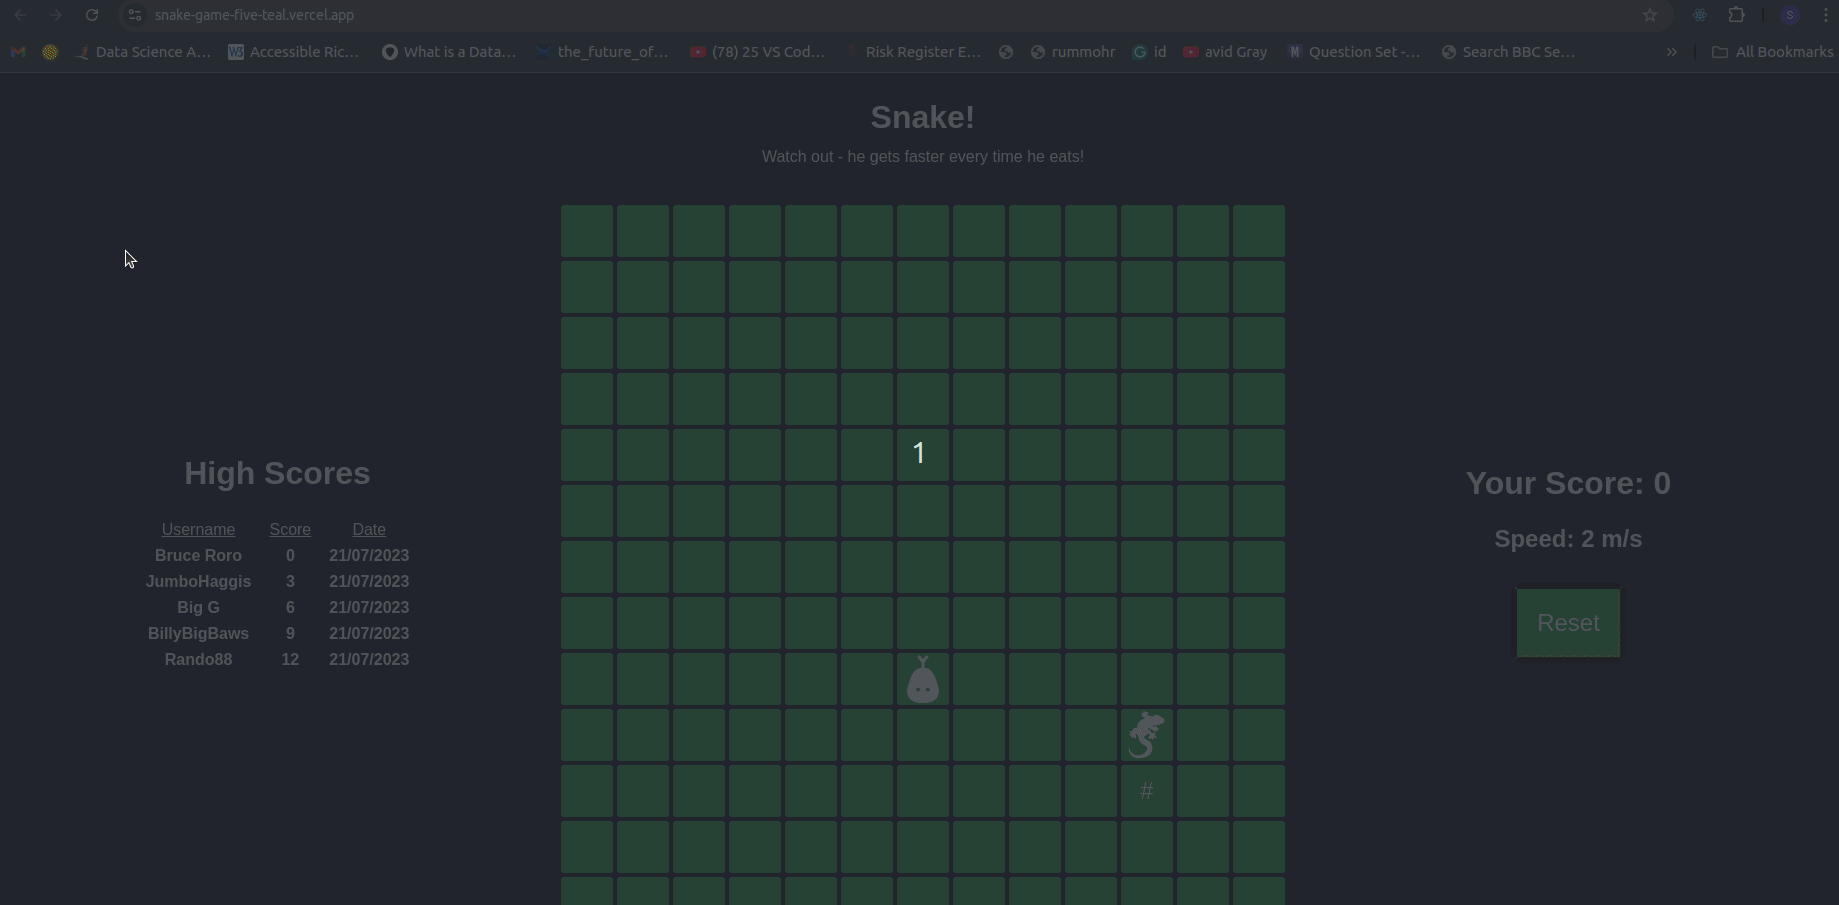 snake-game-five-teal.vercel.app
S
Data Science A... W3 Accessible Ric... What is a Data... the_future_of... (78) 25 VS Cod... Risk Register E... rummohr G id avid Gray M Question Set -... Search BBC Se... » All Bookmarks
Snake!
Watch out - he gets faster every time he eats!
1
High Scores
Username Score Date
Bruce Roro 0 21/07/2023
JumboHaggis 3 21/07/2023
Big G 6 21/07/2023
BillyBigBaws 9 21/07/2023
Rando88 12 21/07/2023
Your Score: 0
Speed: 2 m/s
Reset
#